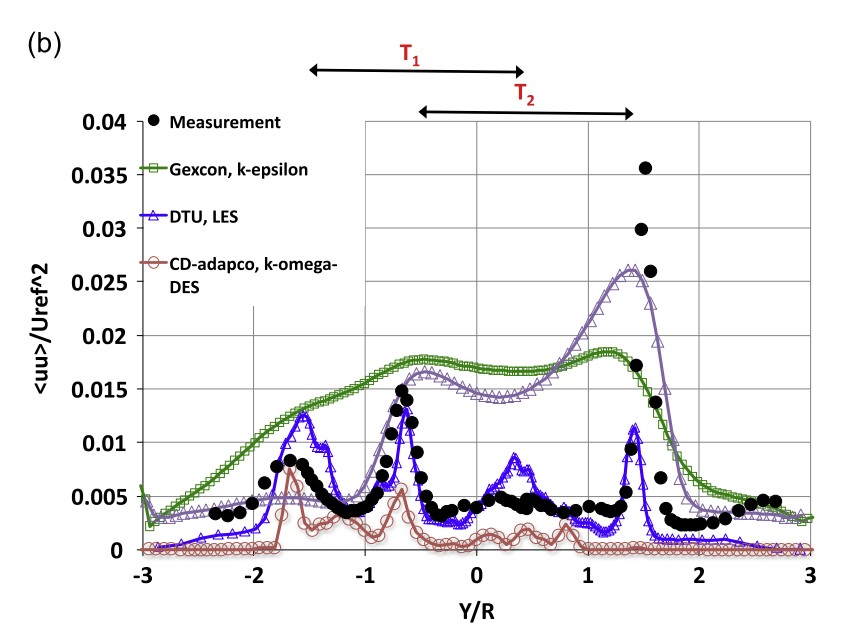 (b)
T1
T2
0.04
0.035
0.03
0.025
0.02
0.015
0.01
0.005
0
<uu>/Uref^2
Measurement
Gexcon, k-epsilon
DTU, LES
CD-adapco, k-omega-
DES
-3 -2 -1 0 1 2 3
Y/R